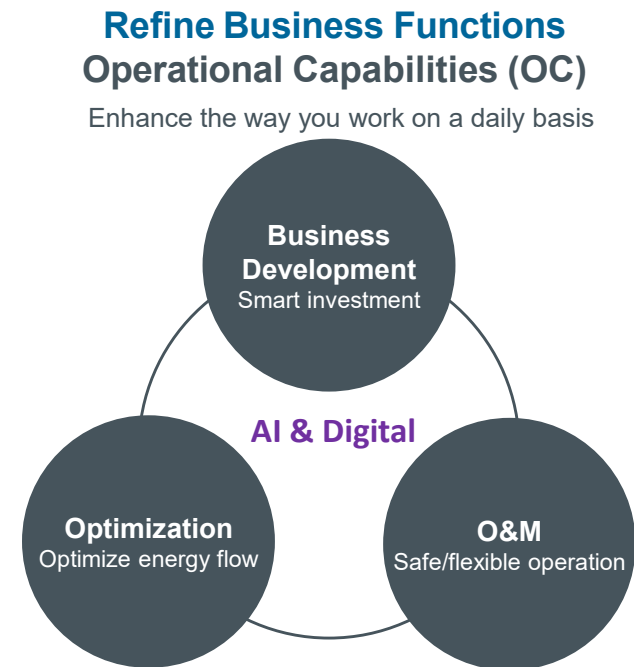 Refine Business Functions
Operational Capabilities (OC)
Enhance the way you work on a daily basis
Business
Development
Smart investment
AI & Digital
Optimization
Optimize energy flow
O&M
Safe/flexible operation